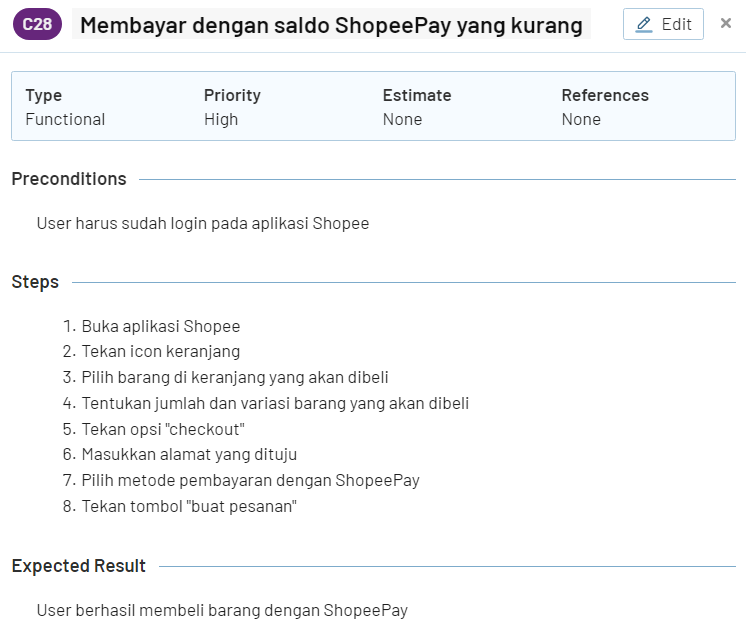 C28 Membayar dengan saldo ShopeePay yang kurang Edit ×
Type Priority Estimate References
Functional High None None
Preconditions
User harus sudah login pada aplikasi Shopee
Steps
1. Buka aplikasi Shopee
2. Tekan icon keranjang
3. Pilih barang di keranjang yang akan dibeli
4. Tentukan jumlah dan variasi barang yang akan dibeli
5. Tekan opsi "checkout"
6. Masukkan alamat yang dituju
7. Pilih metode pembayaran dengan ShopeePay
8. Tekan tombol "buat pesanan"
Expected Result
User berhasil membeli barang dengan ShopeePay